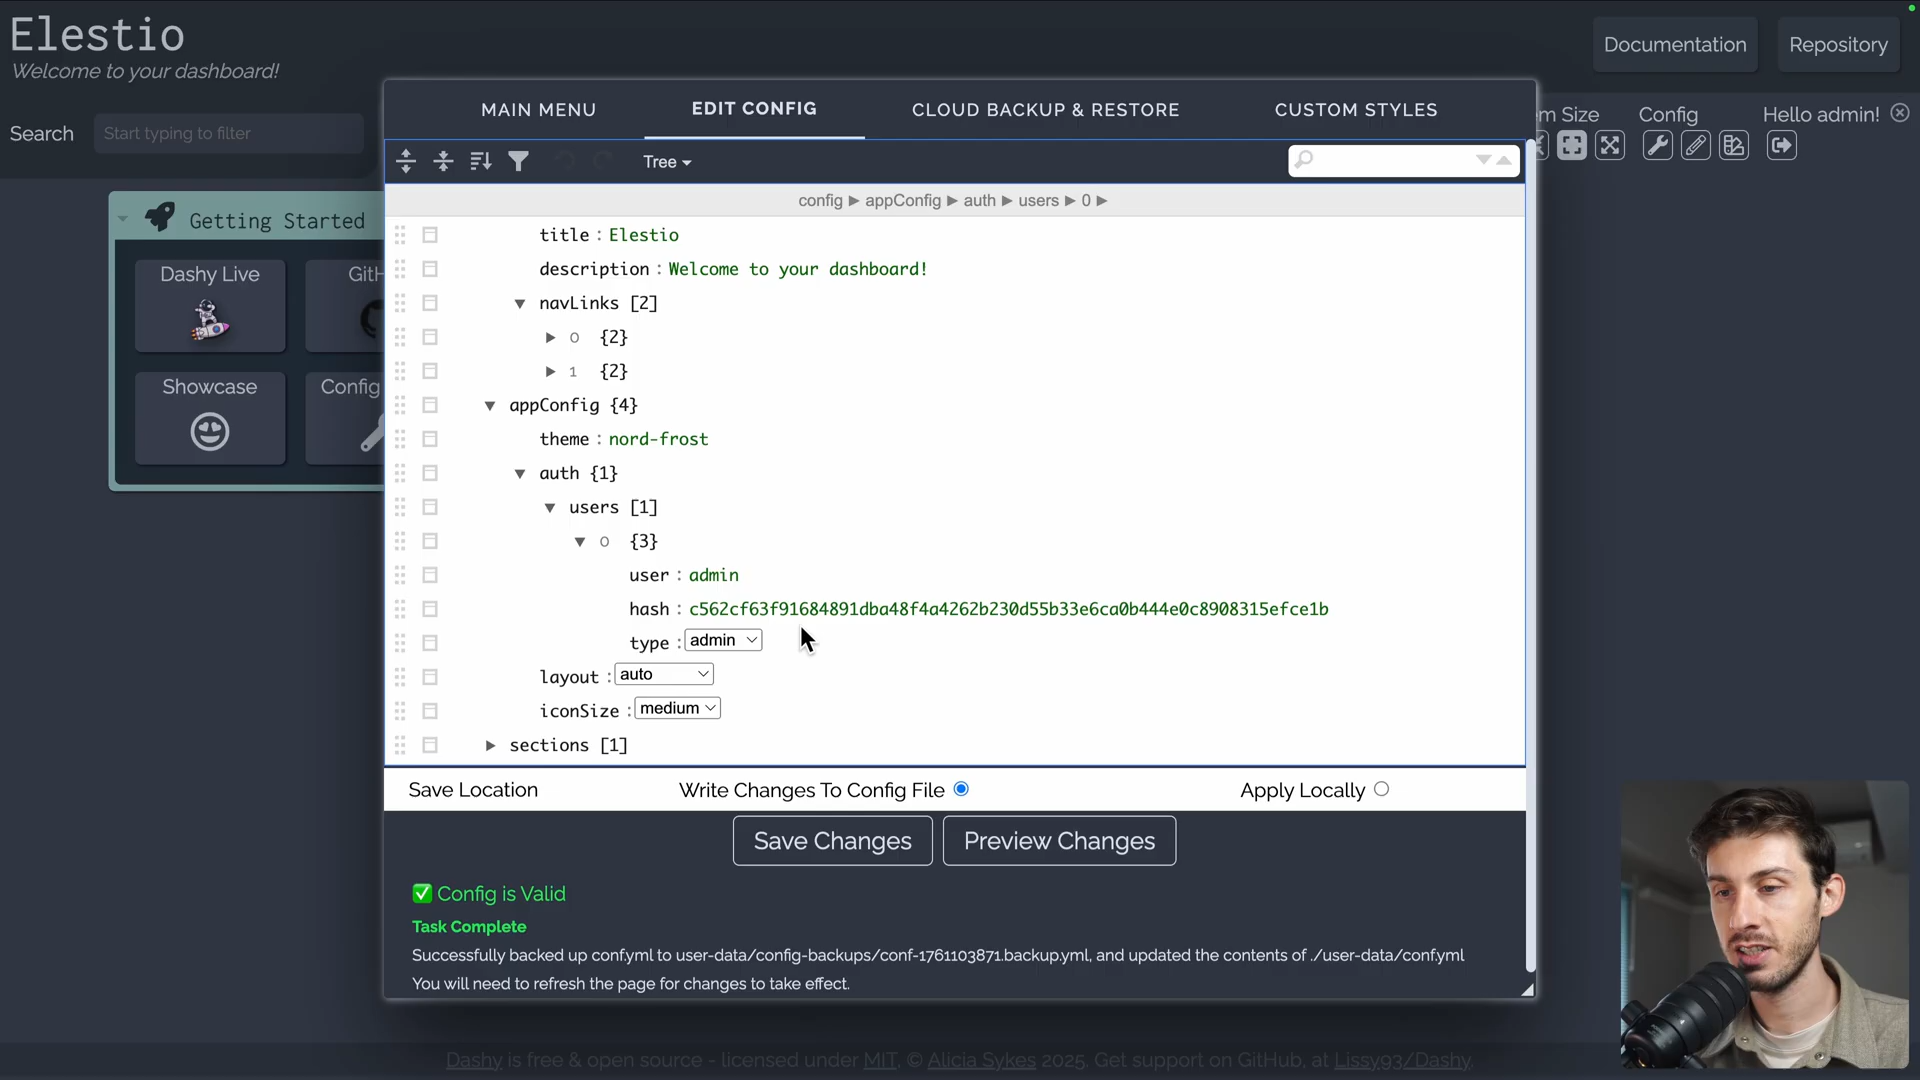 Elestio
Welcome to your dashboard!
Documentation
Repository
Search
Start typing to filter
m Size
Config
Hello admin!
MAIN MENU
EDIT CONFIG
CLOUD BACKUP & RESTORE
CUSTOM STYLES
Tree
config ▶ appConfig ▶ auth ▶ users ▶ 0 ▶
Getting Started
Dashy Live
GitH
Showcase
Config
title : Elestio
description : Welcome to your dashboard!
navLinks [2]
0 {2}
1 {2}
appConfig {4}
theme : nord-frost
auth {1}
users [1]
0 {3}
user : admin
hash : c562cf63f91684891dba48f4a4262b230d55b33e6ca0b444e0c8908315efce1b
type : admin
layout : auto
iconSize : medium
sections [1]
Save Location
Write Changes To Config File
Apply Locally
Save Changes
Preview Changes
✅ Config is Valid
Task Complete
Successfully backed up conf.yml to user-data/config-backups/conf-1761103871.backup.yml, and updated the contents of ./user-data/conf.yml
You will need to refresh the page for changes to take effect.
Dashy is free & open source - licensed under MIT, © Alicia Sykes 2025. Get support on GitHub, at Lissy93/Dashy.